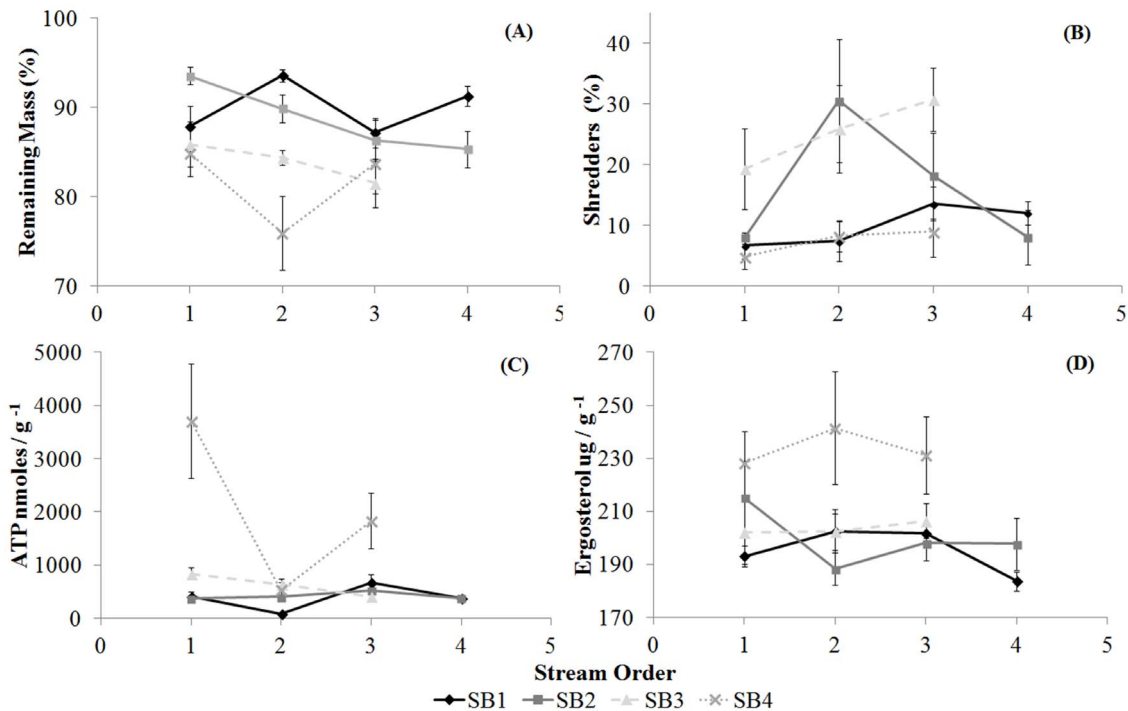 100
90
80
70
Remaining Mass (%)
(A)
0 1 2 3 4 5
40
30
20
10
0
Shredders (%)
(B)
0 1 2 3 4 5
5000
4000
3000
2000
1000
0
ATP nmoles / g -1
(C)
0 1 2 3 4 5
270
250
230
210
190
170
Ergosterol ug / g -1
(D)
0 1 2 3 4 5
Stream Order
SB1 SB2 SB3 SB4